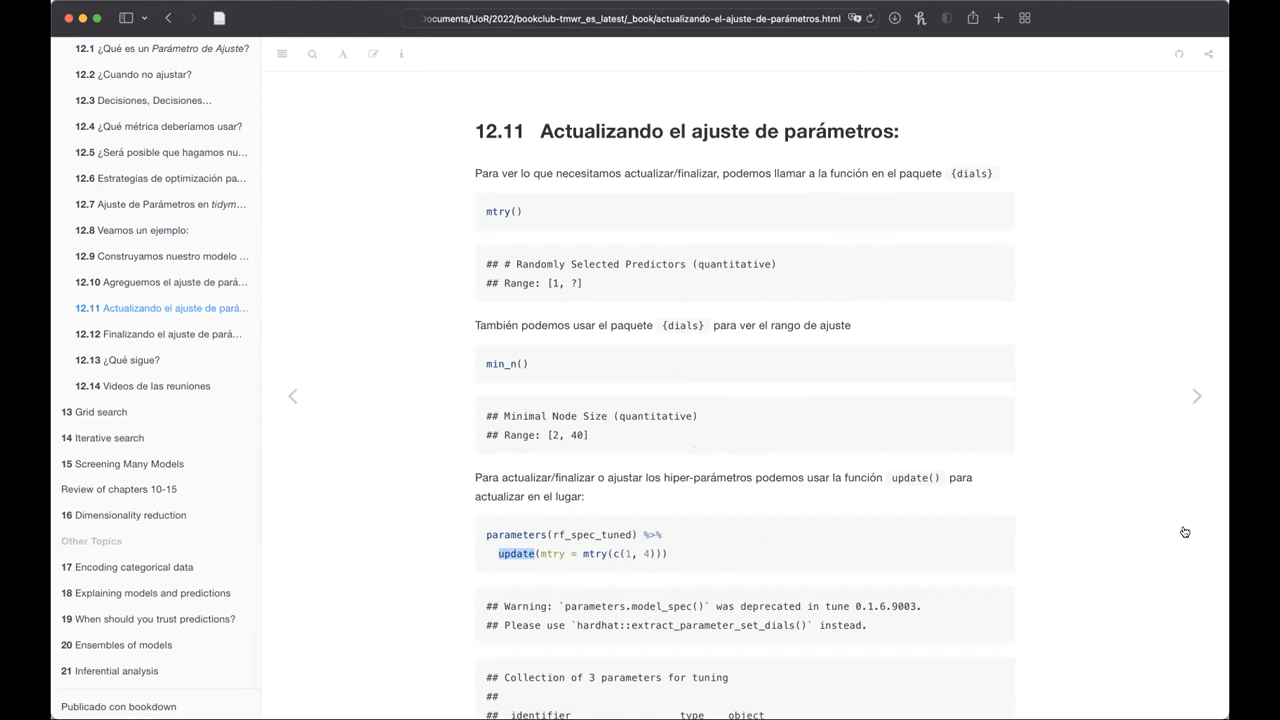 Documents/UoR/2022/bookclub-tmwr_es_latest/_book/actualizando-el-ajuste-de-parámetros.html
12.1 ¿Qué es un Parámetro de Ajuste?
12.2 ¿Cuando no ajustar?
12.3 Decisiones, Decisiones…
12.4 ¿Qué métrica deberíamos usar?
12.5 ¿Será posible que hagamos nu…
12.6 Estrategias de optimización pa…
12.7 Ajuste de Parámetros en tidym…
12.8 Veamos un ejemplo:
12.9 Construyamos nuestro modelo …
12.10 Agreguemos el ajuste de pará…
12.11 Actualizando el ajuste de pará…
12.12 Finalizando el ajuste de pará…
12.13 ¿Qué sigue?
12.14 Videos de las reuniones
13 Grid search
14 Iterative search
15 Screening Many Models
Review of chapters 10-15
16 Dimensionality reduction
Other Topics
17 Encoding categorical data
18 Explaining models and predictions
19 When should you trust predictions?
20 Ensembles of models
21 Inferential analysis
Publicado con bookdown
12.11 Actualizando el ajuste de parámetros:
Para ver lo que necesitamos actualizar/finalizar, podemos llamar a la función en el paquete {dials}
mtry()
## # Randomly Selected Predictors (quantitative)
## Range: [1, ?]
También podemos usar el paquete {dials} para ver el rango de ajuste
min_n()
## Minimal Node Size (quantitative)
## Range: [2, 40]
Para actualizar/finalizar o ajustar los hiper-parámetros podemos usar la función update() para
actualizar en el lugar:
parameters(rf_spec_tuned) %>%
update(mtry = mtry(c(1, 4)))
## Warning: `parameters.model_spec()` was deprecated in tune 0.1.6.9003.
## Please use `hardhat::extract_parameter_set_dials()` instead.
## Collection of 3 parameters for tuning
##
## identifier type object